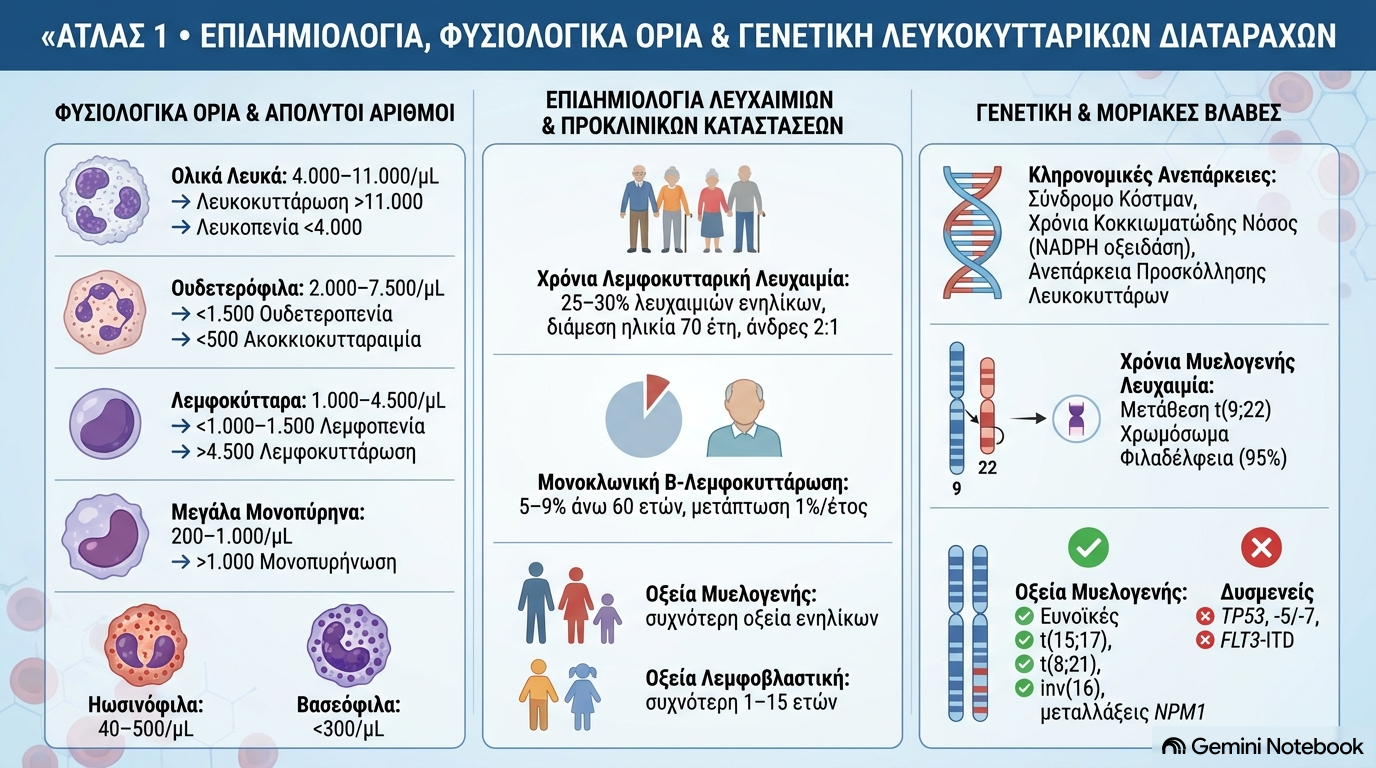 «ΑΤΛΑΣ 1 • ΕΠΙΔΗΜΙΟΛΟΓΙΑ, ΦΥΣΙΟΛΟΓΙΚΑ ΟΡΙΑ & ΓΕΝΕΤΙΚΗ ΛΕΥΚΟΚΥΤΤΑΡΙΚΩΝ ΔΙΑΤΑΡΑΧΩΝ
ΦΥΣΙΟΛΟΓΙΚΑ ΟΡΙΑ & ΑΠΟΛΥΤΟΙ ΑΡΙΘΜΟΙ
Ολικά Λευκά: 4.000–11.000/μL
→ Λευκοκυττάρωση >11.000
→ Λευκοπενία <4.000
Ουδετερόφιλα: 2.000–7.500/μL
→ <1.500 Ουδετεροπενία
→ <500 Ακοκκιοκυτταραιμία
Λεμφοκύτταρα: 1.000–4.500/μL
→ <1.000–1.500 Λεμφοπενία
→ >4.500 Λεμφοκυττάρωση
Μεγάλα Μονοπύρηνα:
200–1.000/μL
→ >1.000 Μονοπυρήνωση
Ηωσινόφιλα:
40–500/μL
Βασεόφιλα:
<300/μL
ΕΠΙΔΗΜΙΟΛΟΓΙΑ ΛΕΥΧΑΙΜΙΩΝ
& ΠΡΟΚΛΙΝΙΚΩΝ ΚΑΤΑΣΤΑΣΕΩΝ
Χρόνια Λεμφοκυτταρική Λευχαιμία:
25–30% λευχαιμιών ενηλίκων,
διάμεση ηλικία 70 έτη, άνδρες 2:1
Μονοκλωνική Β-Λεμφοκυττάρωση:
5–9% άνω 60 ετών, μετάπτωση 1%/έτος
Οξεία Μυελογενής:
συχνότερη οξεία ενηλίκων
Οξεία Λεμφοβλαστική:
συχνότερη 1–15 ετών
ΓΕΝΕΤΙΚΗ & ΜΟΡΙΑΚΕΣ ΒΛΑΒΕΣ
Κληρονομικές Ανεπάρκειες:
Σύνδρομο Κόστμαν,
Χρόνια Κοκκιωματώδης Νόσος
(NADPH οξειδάση),
Ανεπάρκεια Προσκόλλησης
Λευκοκυττάρων
9
22
Χρόνια Μυελογενής
Λευχαιμία:
Μετάθεση t(9;22)
Χρωμόσωμα
Φιλαδέλφεια (95%)
Οξεία Μυελογενής:
Ευνοϊκές
t(15;17),
t(8;21),
inv(16),
μεταλλάξεις NPM1
Δυσμενείς
TP53, -5/-7,
FLT3-ITD
Gemini Notebook